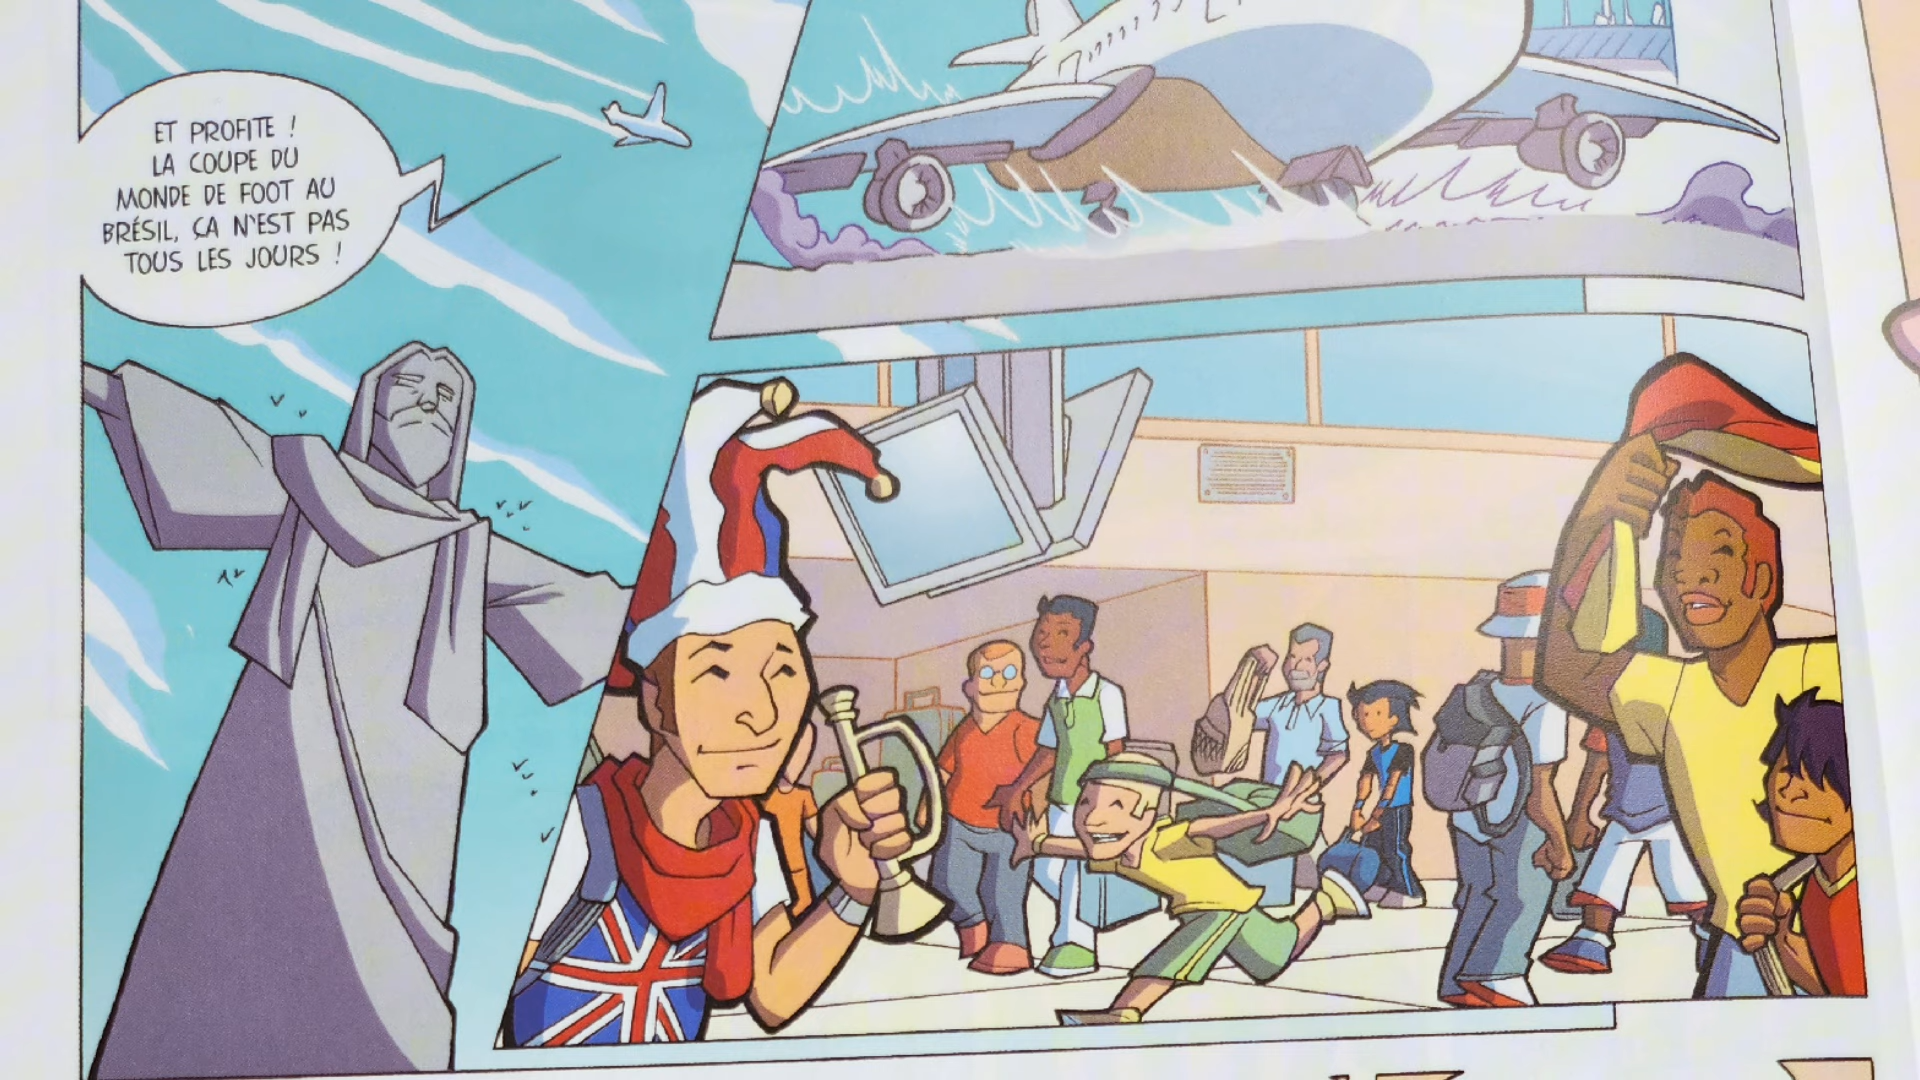 ET PROFITE !
LA COUPE DU
MONDE DE FOOT AU
BRÉSIL, ÇA N'EST PAS
TOUS LES JOURS !